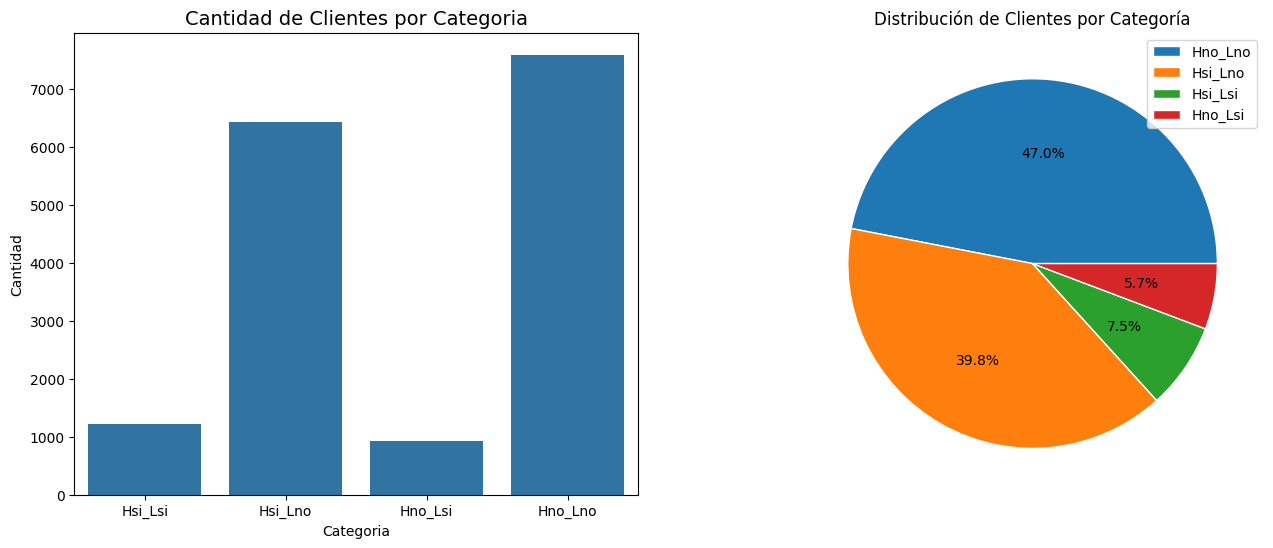 Cantidad de Clientes por Categoria
Cantidad
7000
6000
5000
4000
3000
2000
1000
0
Hsi_Lsi
Hsi_Lno
Hno_Lsi
Hno_Lno
Categoria
Distribución de Clientes por Categoría
Hno_Lno
Hsi_Lno
Hsi_Lsi
Hno_Lsi
47.0%
39.8%
7.5%
5.7%